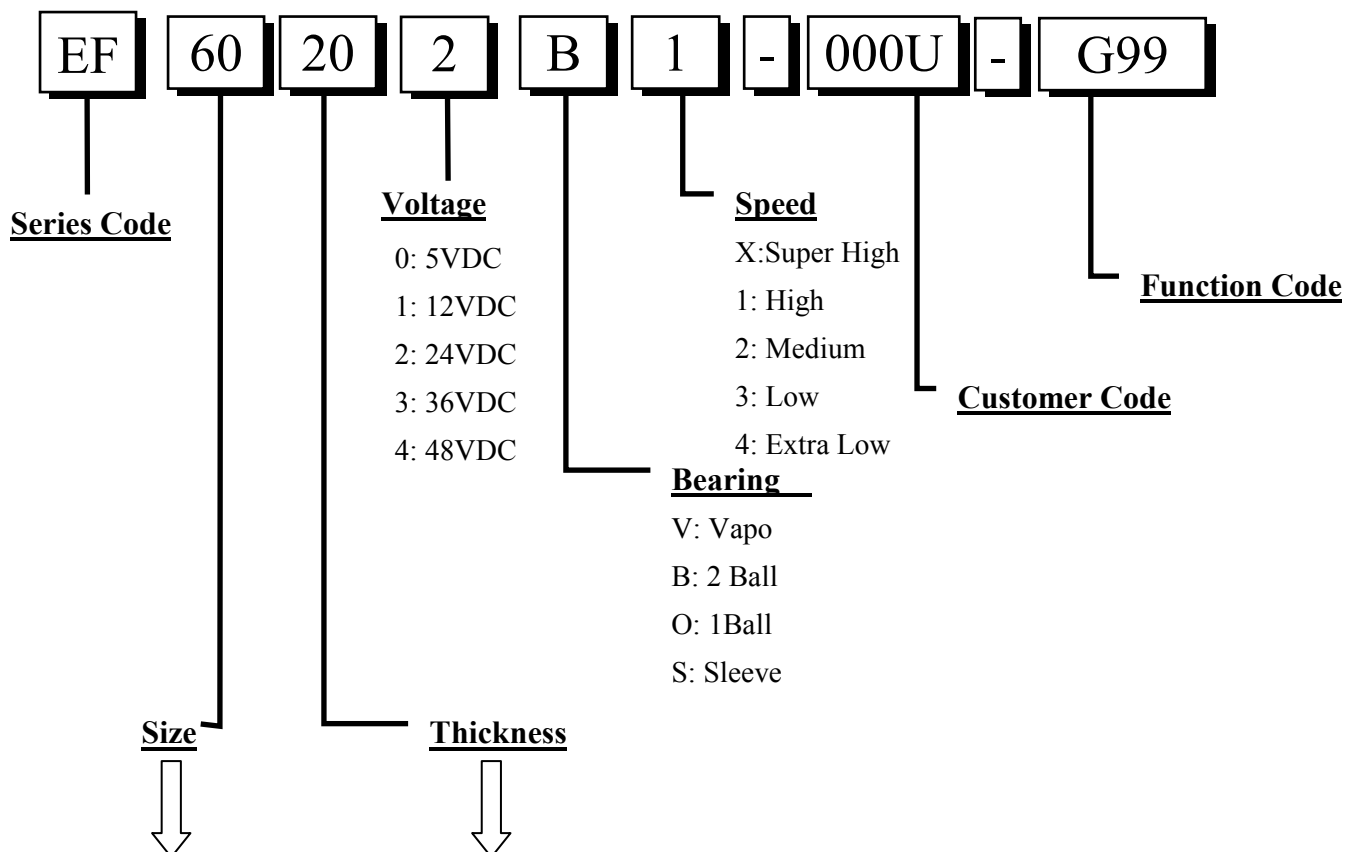 EF 60 20 2 B 1 - 000U - G99
Series Code
Voltage
0: 5VDC
1: 12VDC
2: 24VDC
3: 36VDC
4: 48VDC
Speed
X:Super High
1: High
2: Medium
3: Low
4: Extra Low
Function Code
Customer Code
Bearing
V: Vapo
B: 2 Ball
O: 1Ball
S: Sleeve
Size
Thickness